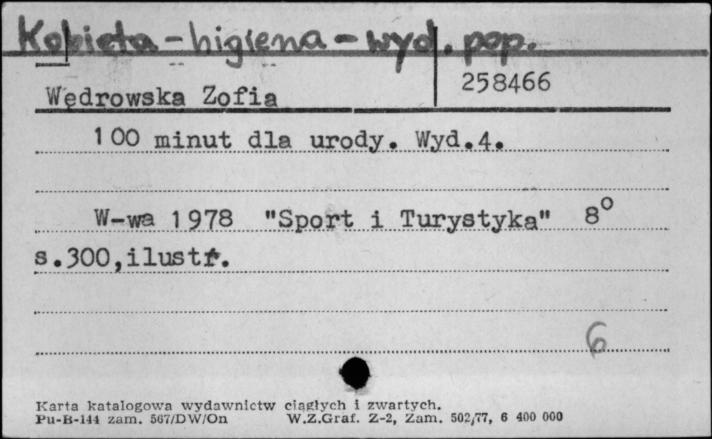 Kobieta - higiena - wyd. pop.
258466
Wędrowska Zofia
100 minut dla urody. Wyd.4.
W-wa 1978 "Sport i Turystyka" 8°
s.300,ilustr.
6
Karta katalogowa wydawnictw ciągłych i zwartych.
Pu-B-144 zam. 567/DW/On W.Z.Graf. Z-2, Zam. 502/77, 6 400 000